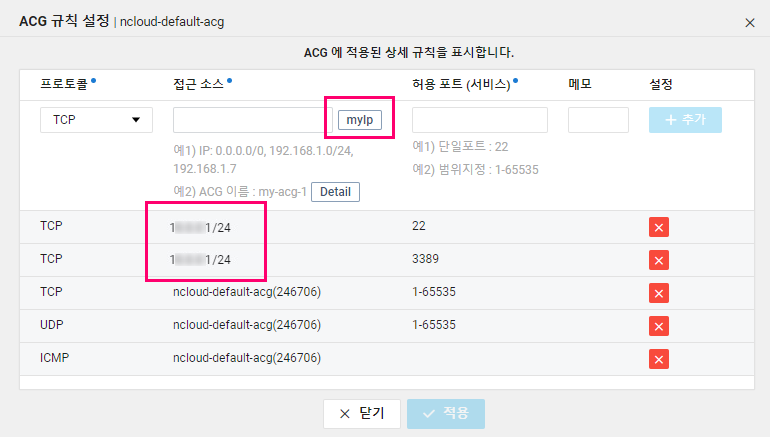 ACG 규칙 설정 | ncloud-default-acg
ACG 에 적용된 상세 규칙을 표시합니다.
프로토콜 접근 소스 허용 포트 (서비스) 메모 설정
TCP myIp + 추가
예1) IP: 0.0.0.0/0, 192.168.1.0/24, 192.168.1.7
예2) ACG 이름 : my-acg-1 Detail
예1) 단일포트 : 22
예2) 범위지정 : 1-65535
TCP 1 1/24 22
TCP 1 1/24 3389
TCP ncloud-default-acg(246706) 1-65535
UDP ncloud-default-acg(246706) 1-65535
ICMP ncloud-default-acg(246706)
닫기 적용